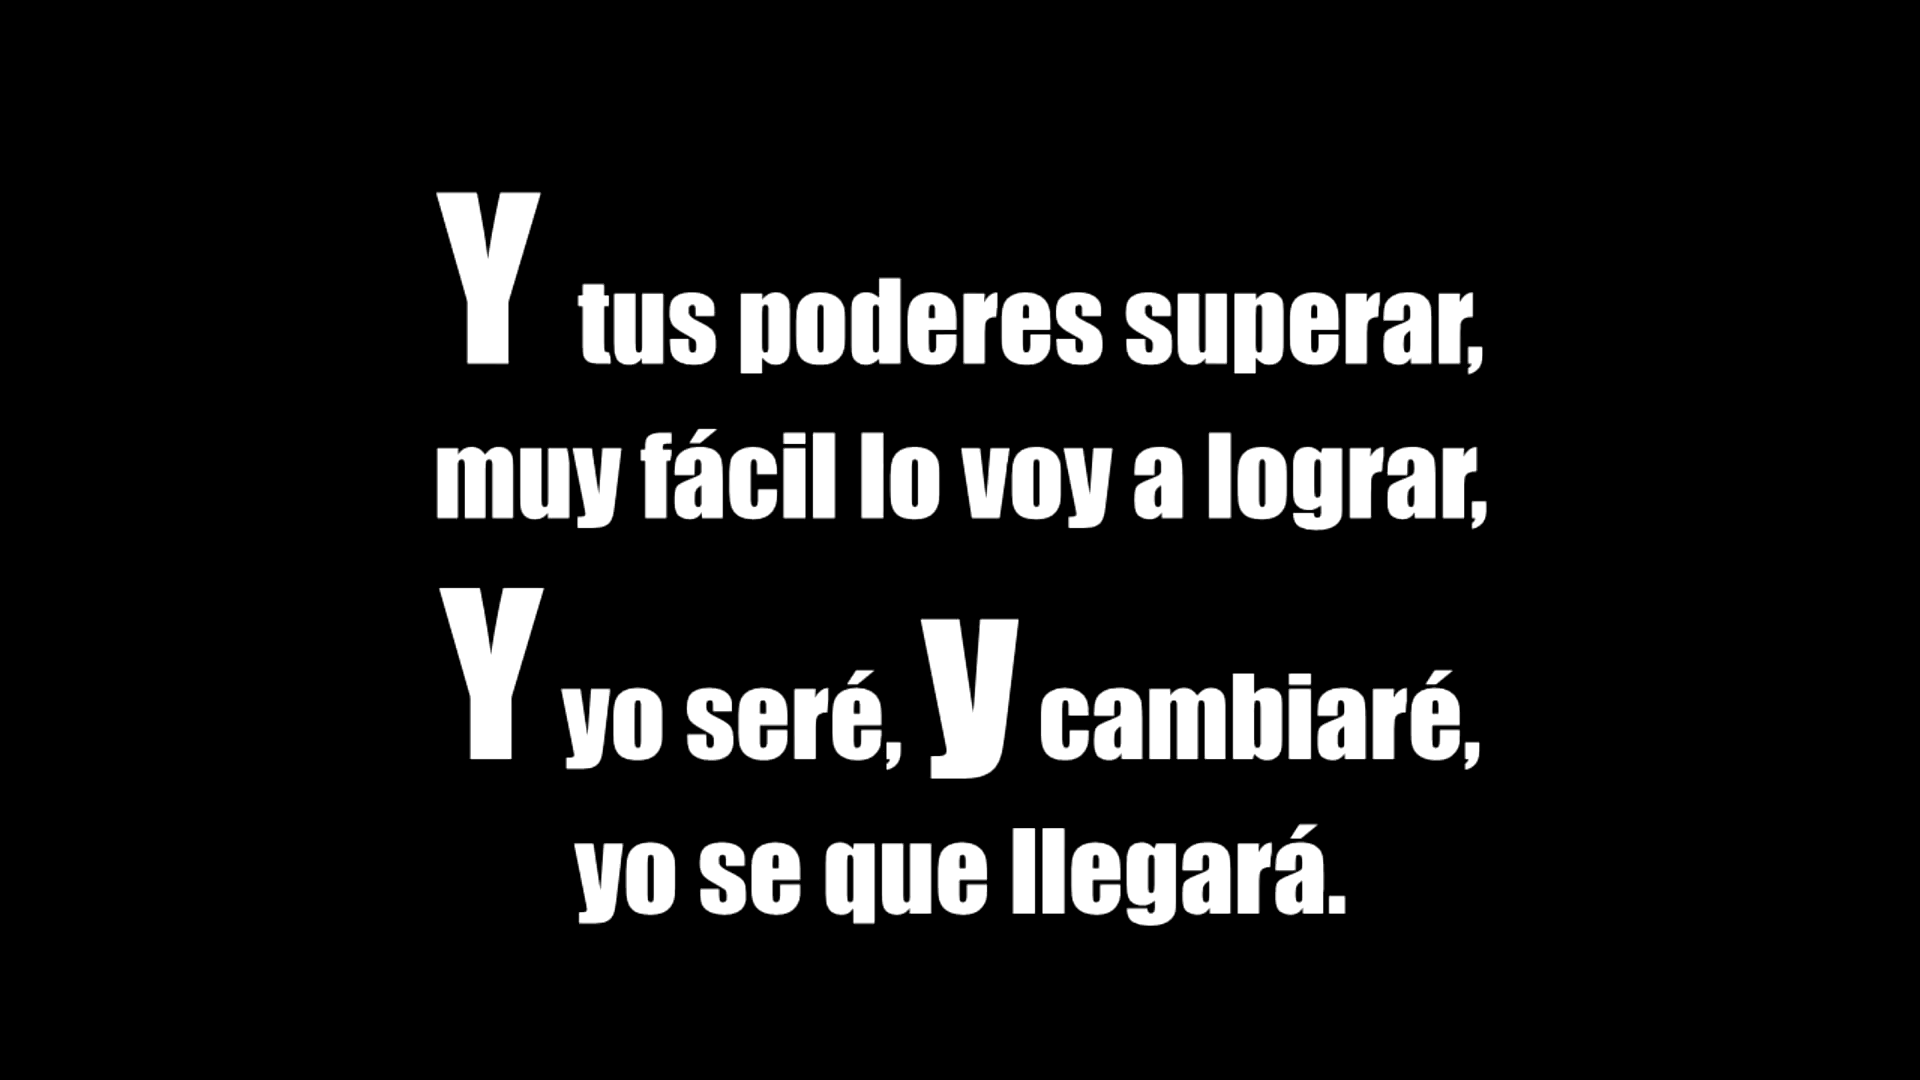 Y tus poderes superar,
muy fácil lo voy a lograr,
Y yo seré, y cambiaré,
yo se que llegará.